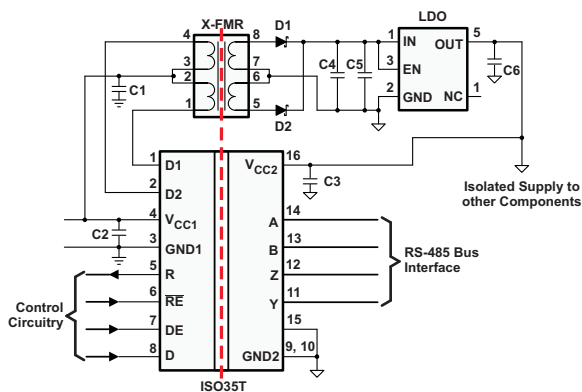 X-FMR
D1
LDO
4
8
1
IN
OUT
5
3
7
C4
C5
3
EN
C6
2
6
C1
2
GND
NC
1
1
5
D2
1
D1
VCC2
16
C3
2
D2
Isolated Supply to
other Components
4
VCC1
C2
A
14
3
GND1
B
13
RS-485 Bus
Interface
5
R
Z
12
Control
Circuitry
6
RE
Y
11
7
DE
15
8
D
GND2
9, 10
ISO35T